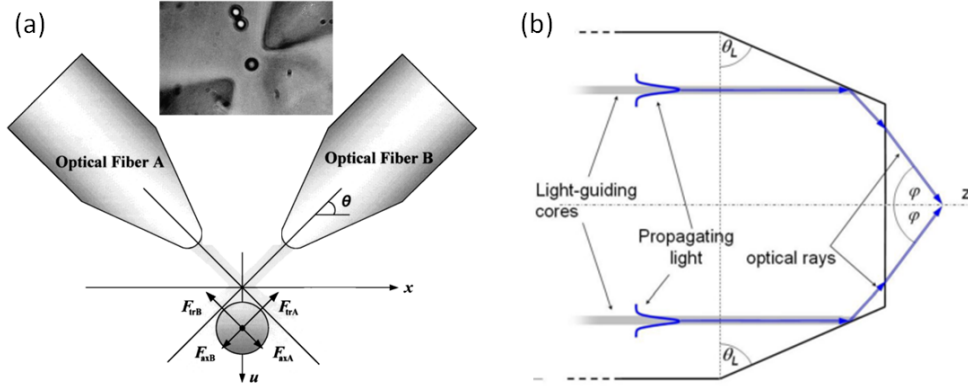 (a)
Optical Fiber A
Optical Fiber B
θ
x
FtrB
FtrA
FaxB
FaxA
u
(b)
θL
Light-guiding
cores
Propagating
light
optical rays
φ
φ
z
θL